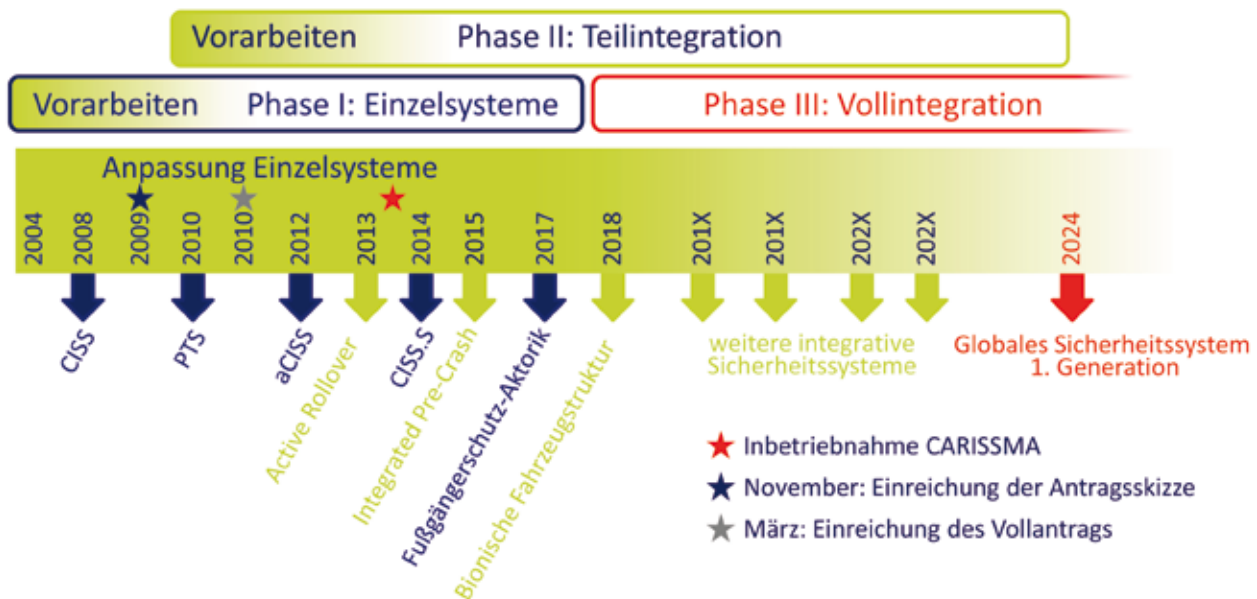 Vorarbeiten Phase II: Teilintegration
Vorarbeiten Phase I: Einzelsysteme
Phase III: Vollintegration
Anpassung Einzelsysteme
2004
2008
2009
2010
2010
2012
2013
2014
2015
2017
2018
201X
201X
202X
202X
2024
CISS
PTS
aCISS
Active Rollover
CISS.S
Integrated Pre-Crash
Fußgängerschutz-Aktorik
Bionische Fahrzeugstruktur
weitere integrative
Sicherheitssysteme
Globales Sicherheitssystem
1. Generation
Inbetriebnahme CARISSMA
November: Einreichung der Antragsskizze
März: Einreichung des Vollantrags